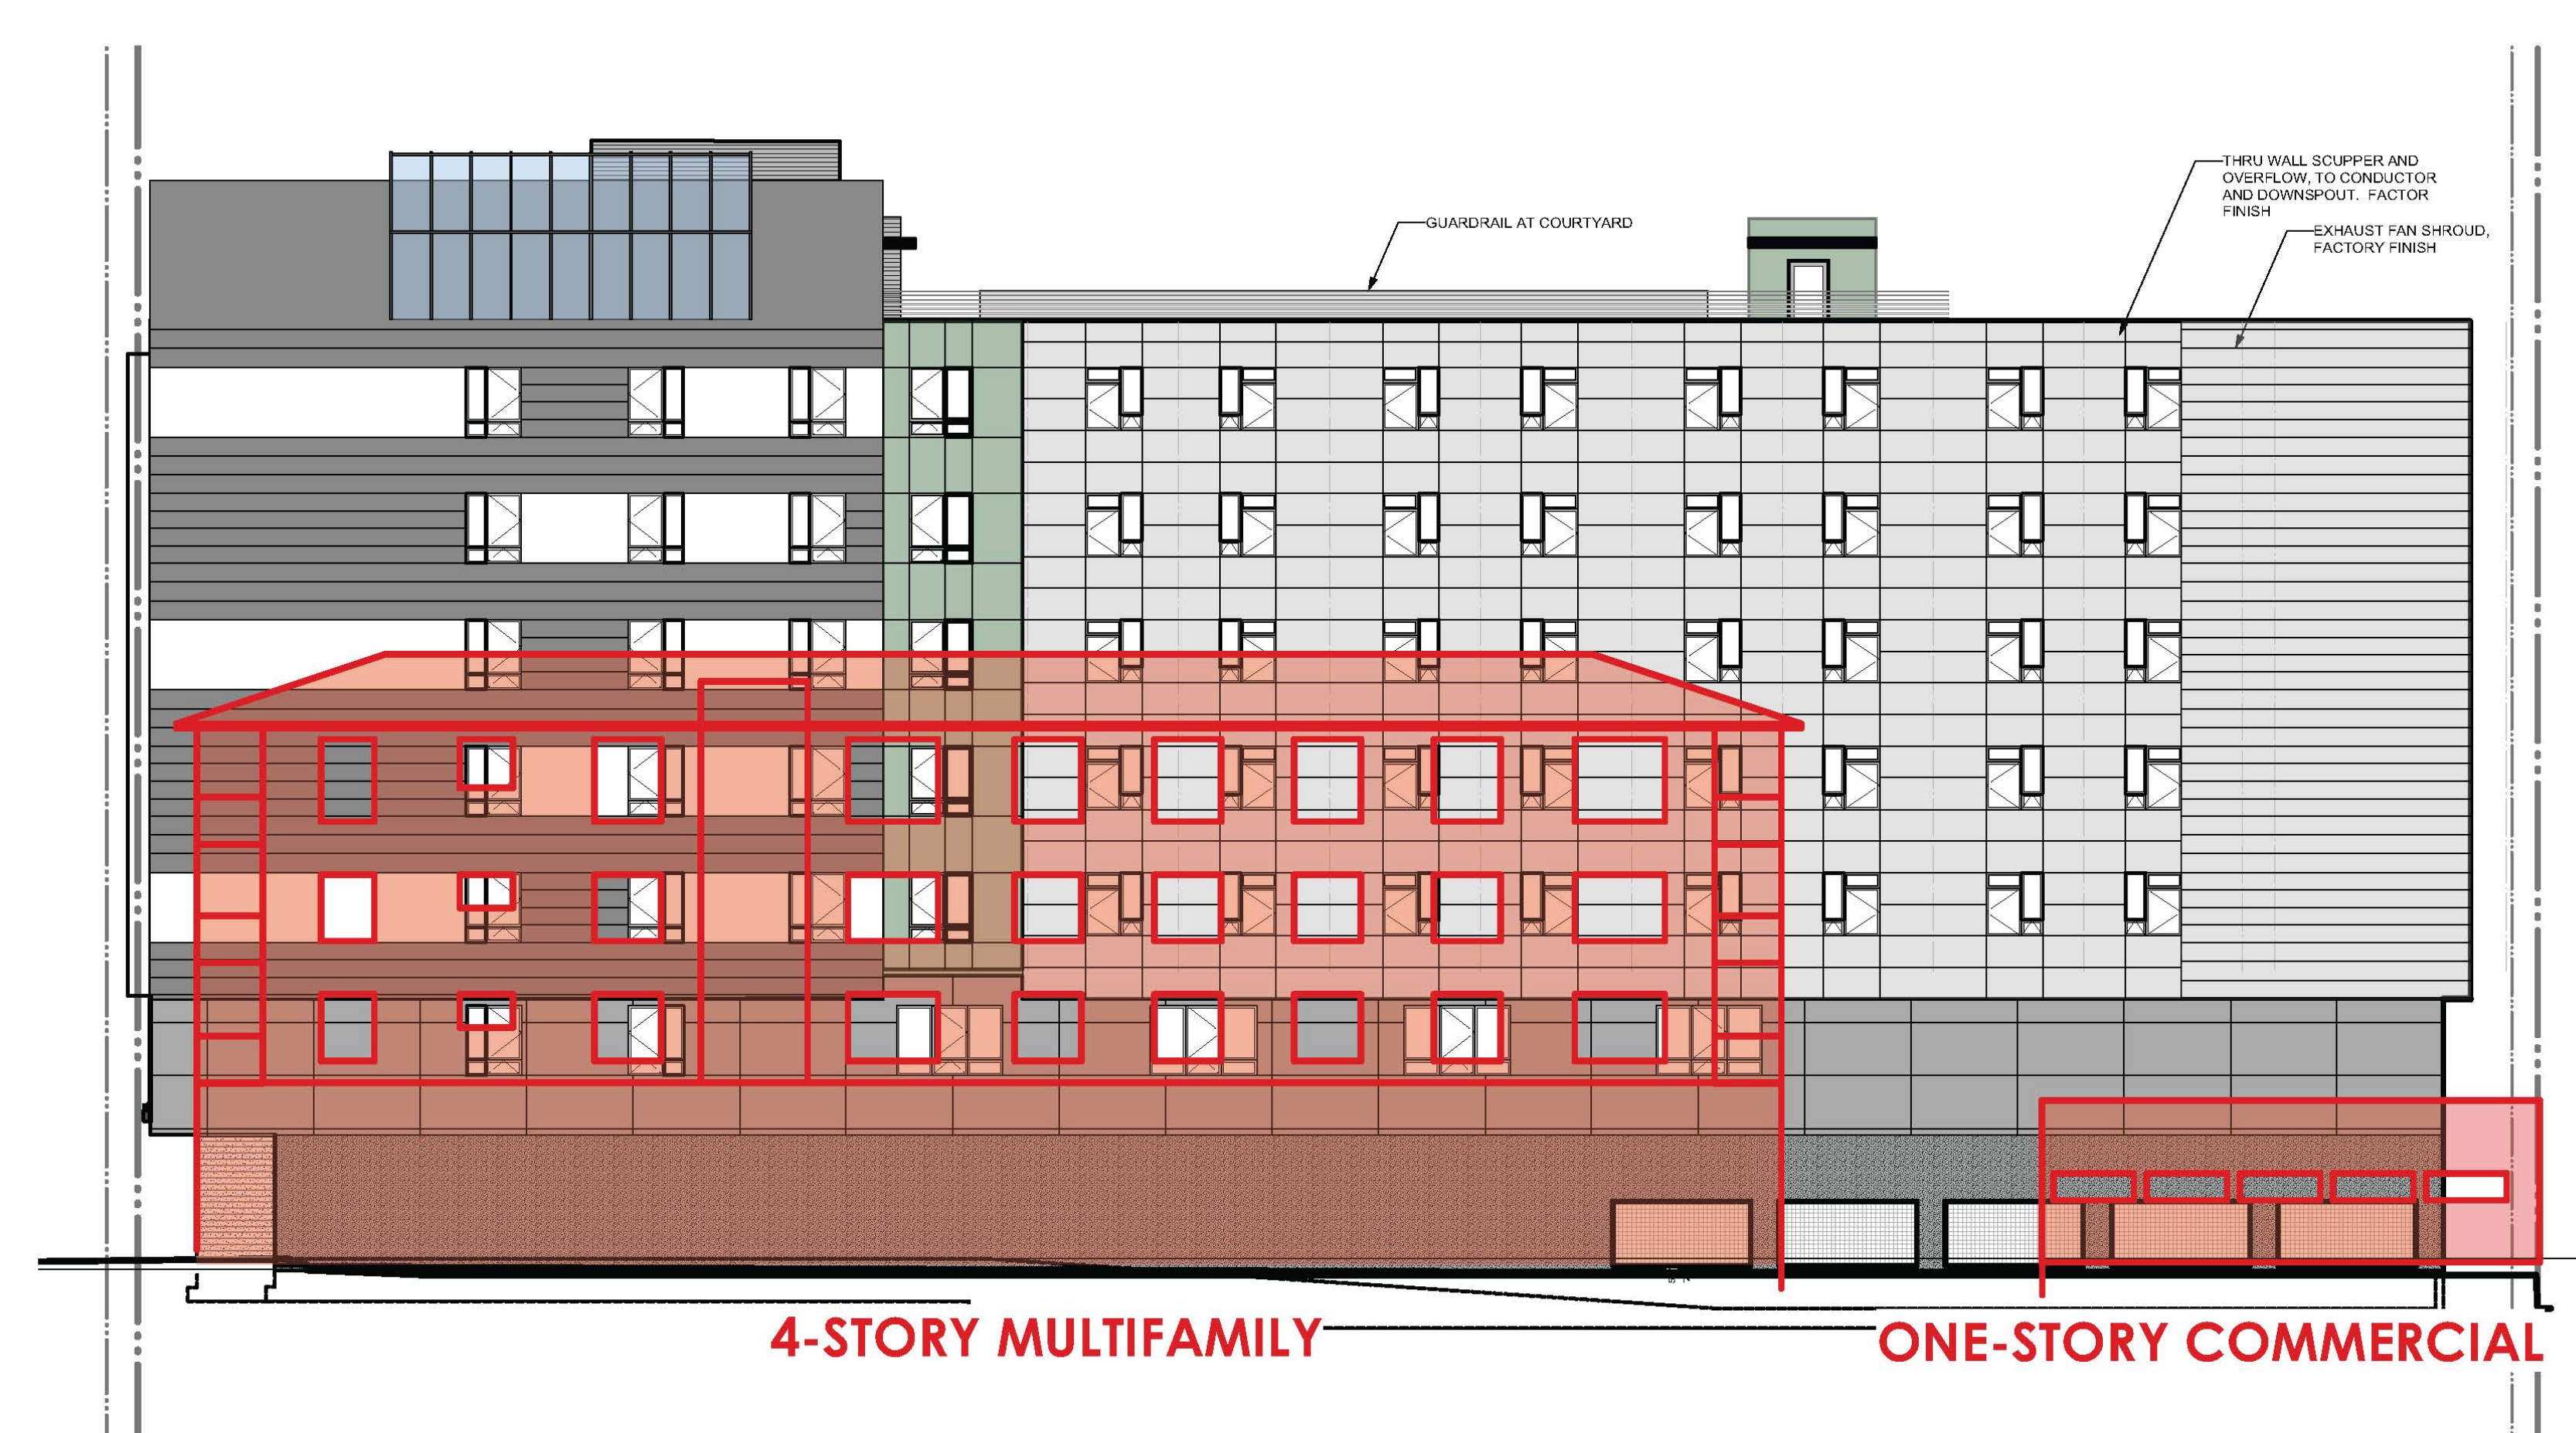 THRU WALL SCUPPER AND
OVERFLOW, TO CONDUCTOR
AND DOWNSPOUT.  FACTOR
FINISH
GUARDRAIL AT COURTYARD
EXHAUST FAN SHROUD,
FACTORY FINISH
4-STORY MULTIFAMILY
ONE-STORY COMMERCIAL